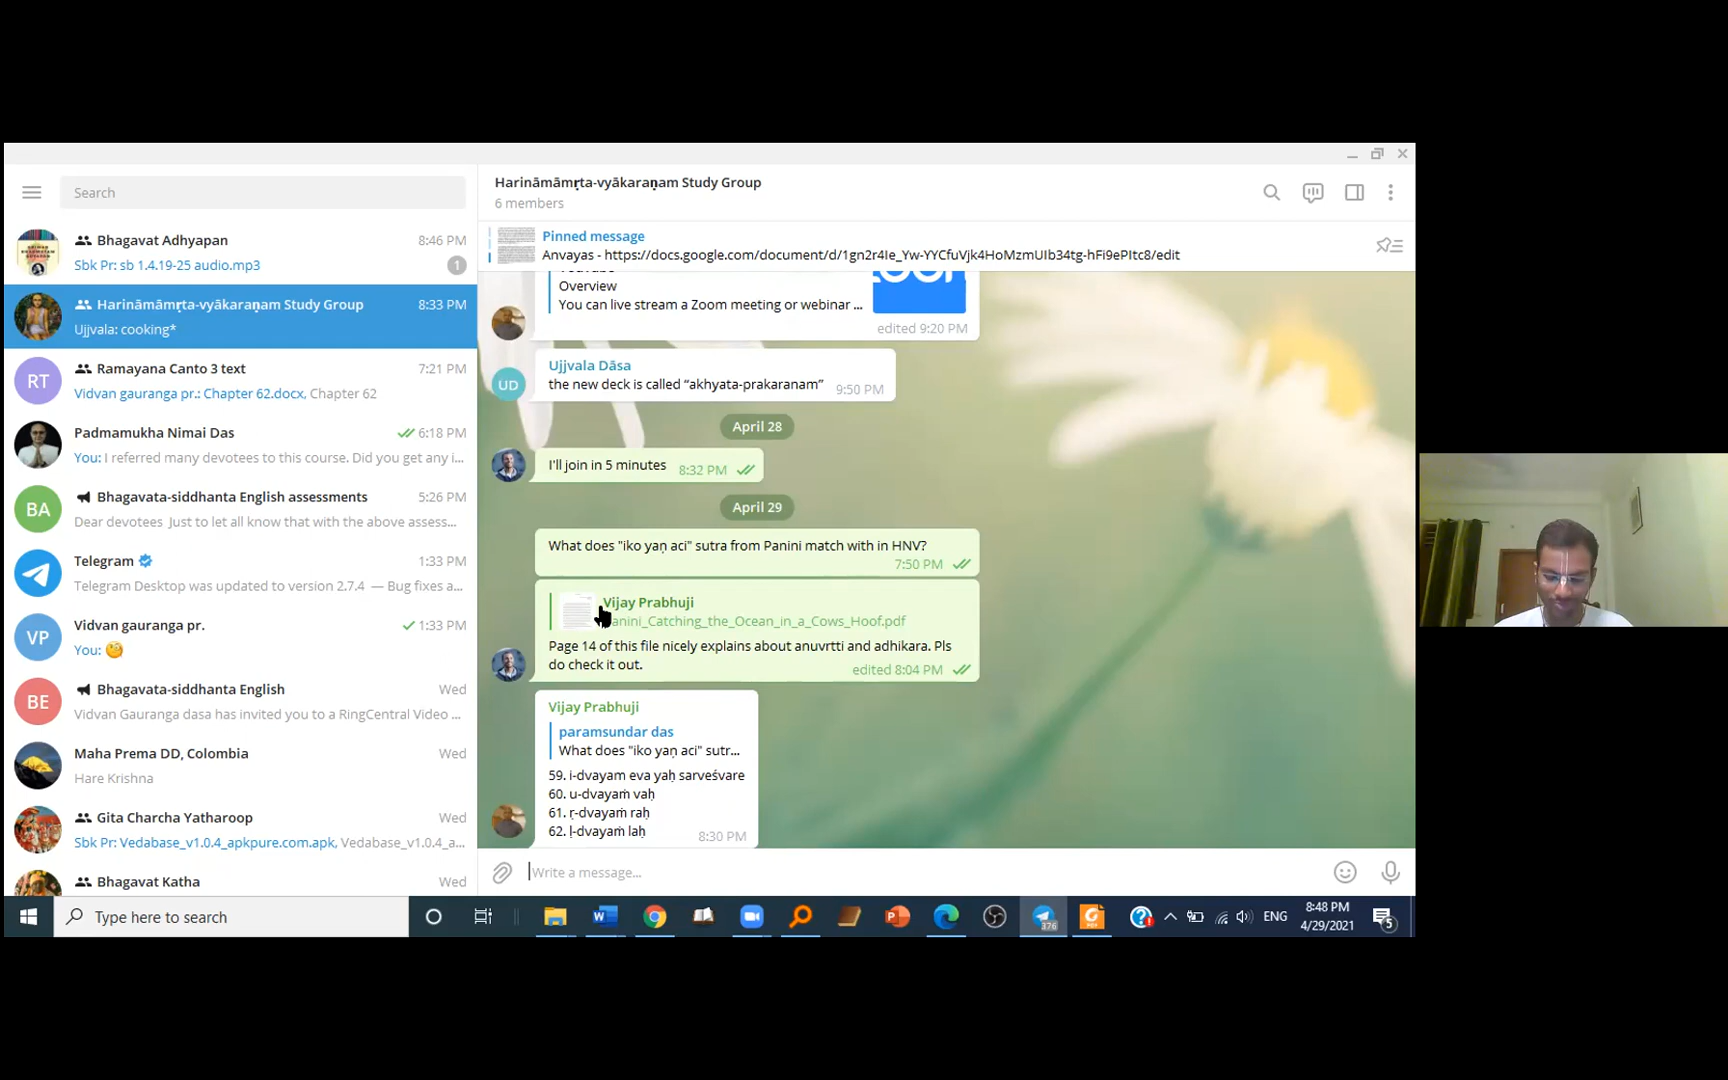 Search
Bhagavat Adhyapan 8:46 PM
Sbk Pr: sb 1.4.19-25 audio.mp3 1
Harināmāmṛta-vyākaraṇam Study Group 8:33 PM
Ujjvala: cooking*
RT
Ramayana Canto 3 text 7:21 PM
Vidvan gauranga pr.: Chapter 62.docx, Chapter 62
Padmamukha Nimai Das 6:18 PM
You: I referred many devotees to this course. Did you get any i...
BA
Bhagavata-siddhanta English assessments 5:26 PM
Dear devotees Just to let all know that with the above assess...
Telegram 1:33 PM
Telegram Desktop was updated to version 2.7.4 — Bug fixes a...
VP
Vidvan gauranga pr. 1:33 PM
You:
BE
Bhagavata-siddhanta English Wed
Vidvan Gauranga dasa has invited you to a RingCentral Video ...
Maha Prema DD, Colombia Wed
Hare Krishna
Gita Charcha Yatharoop Wed
Sbk Pr: Vedabase_v1.0.4_apkpure.com.apk, Vedabase_v1.0.4_a...
Bhagavat Katha Wed
Harināmāmṛta-vyākaraṇam Study Group
6 members
Pinned message
Anvayas - https://docs.google.com/document/d/1gn2r4Ie_Yw-YYCfuVjk4HoMzmUIb34tg-hFi9ePItc8/edit
Overview
You can live stream a Zoom meeting or webinar ...
edited 9:20 PM
UD
Ujjvala Dāsa
the new deck is called “akhyata-prakaranam” 9:50 PM
April 28
I'll join in 5 minutes 8:32 PM
April 29
What does "iko yaṇ aci" sutra from Panini match with in HNV?
7:50 PM
Vijay Prabhuji
anini_Catching_the_Ocean_in_a_Cows_Hoof.pdf
Page 14 of this file nicely explains about anuvrtti and adhikara. Pls
do check it out. edited 8:04 PM
Vijay Prabhuji
paramsundar das
What does "iko yaṇ aci" sutr...
59. i-dvayam eva yaḥ sarveśvare
60. u-dvayaṁ vaḥ
61. ṛ-dvayaṁ raḥ
62. ḷ-dvayaṁ laḥ 8:30 PM
Write a message...
Type here to search
376
ENG
8:48 PM
4/29/2021
5